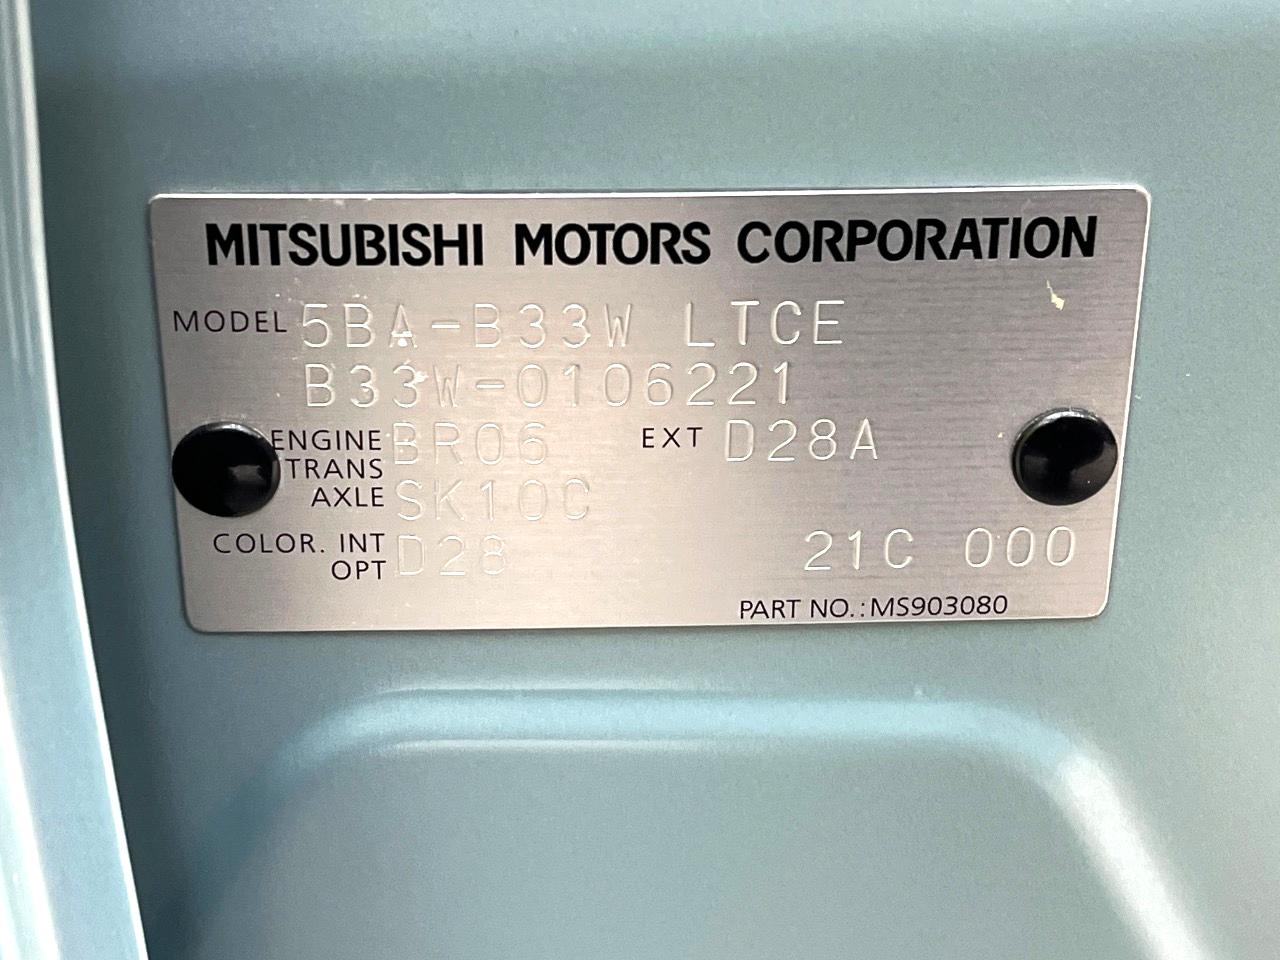 MITSUBISHI MOTORS CORPORATION
MODEL 5BA-B33W LTCE
B33W-0106221
ENGINE BR06 EXT D28A
TRANS
AXLE SK10C
COLOR. INT D28 21C 000
OPT
PART NO.:MS903080